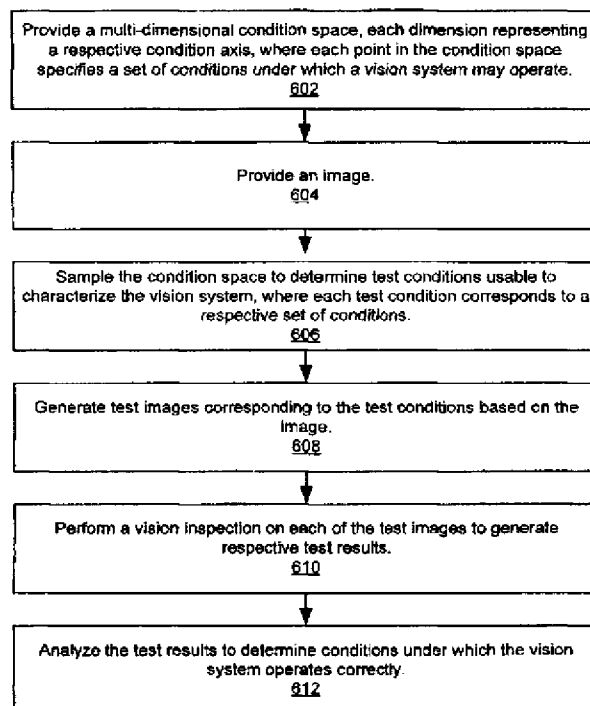 Provide a multi-dimensional condition space, each dimension representing
a respective condition axis, where each point in the condition space
specifies a set of conditions under which a vision system may operate.
602
Provide an image.
604
Sample the condition space to determine test conditions usable to
characterize the vision system, where each test condition corresponds to a
respective set of conditions.
606
Generate test images corresponding to the test conditions based on the
image.
608
Perform a vision inspection on each of the test images to generate
respective test results.
610
Analyze the test results to determine conditions under which the vision
system operates correctly.
612